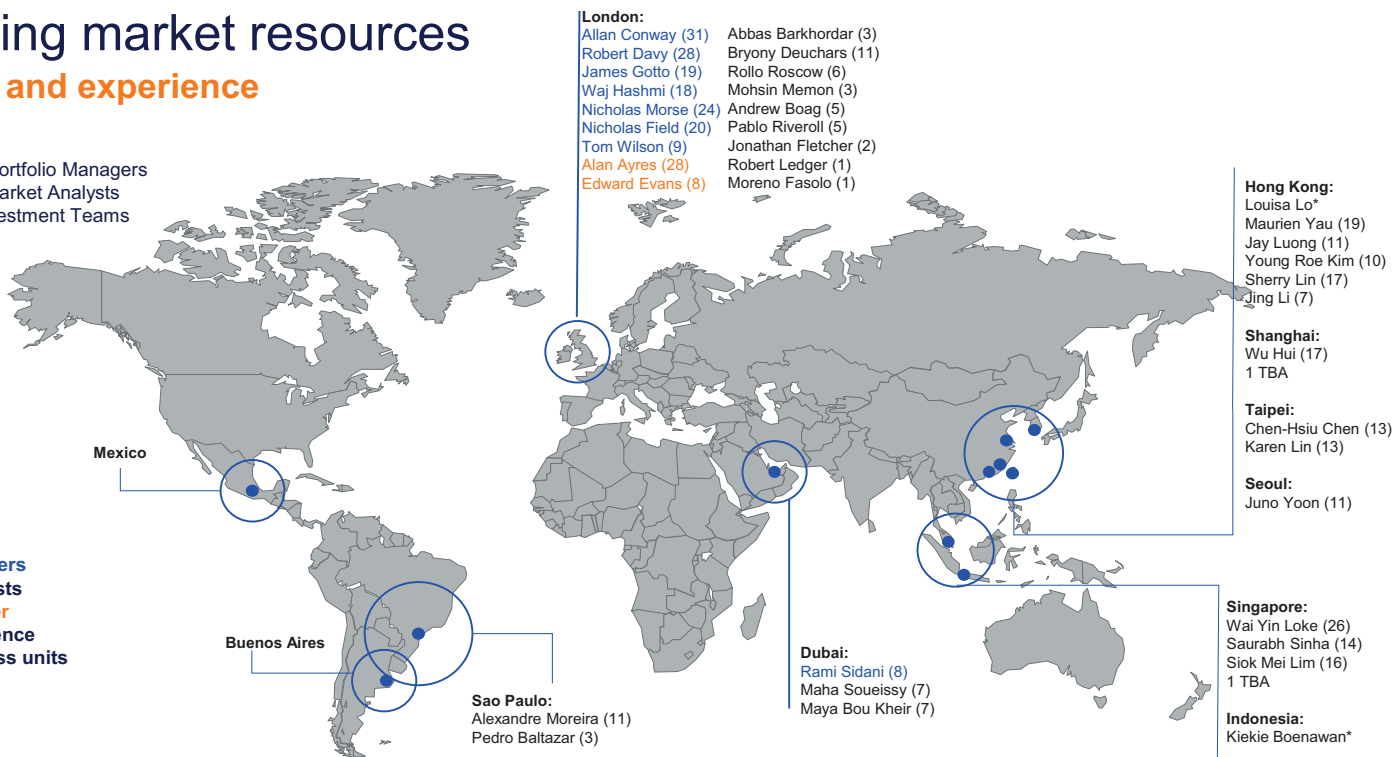 ing market resources
and experience
ortfolio Managers
arket Analysts
estment Teams
London:
Allan Conway (31)
Robert Davy (28)
James Gotto (19)
Waj Hashmi (18)
Nicholas Morse (24)
Nicholas Field (20)
Tom Wilson (9)
Alan Ayres (28)
Edward Evans (8)
Abbas Barkhordar (3)
Bryony Deuchars (11)
Rollo Roscow (6)
Mohsin Memon (3)
Andrew Boag (5)
Pablo Riveroll (5)
Jonathan Fletcher (2)
Robert Ledger (1)
Moreno Fasolo (1)
Hong Kong:
Louisa Lo*
Maurien Yau (19)
Jay Luong (11)
Young Roe Kim (10)
Sherry Lin (17)
Jing Li (7)
Shanghai:
Wu Hui (17)
1 TBA
Taipei:
Chen-Hsiu Chen (13)
Karen Lin (13)
Seoul:
Juno Yoon (11)
Mexico
ers
sts
er
ence
ss units
Buenos Aires
Sao Paulo:
Alexandre Moreira (11)
Pedro Baltazar (3)
Dubai:
Rami Sidani (8)
Maha Soueissy (7)
Maya Bou Kheir (7)
Singapore:
Wai Yin Loke (26)
Saurabh Sinha (14)
Siok Mei Lim (16)
1 TBA
Indonesia:
Kiekie Boenawan*